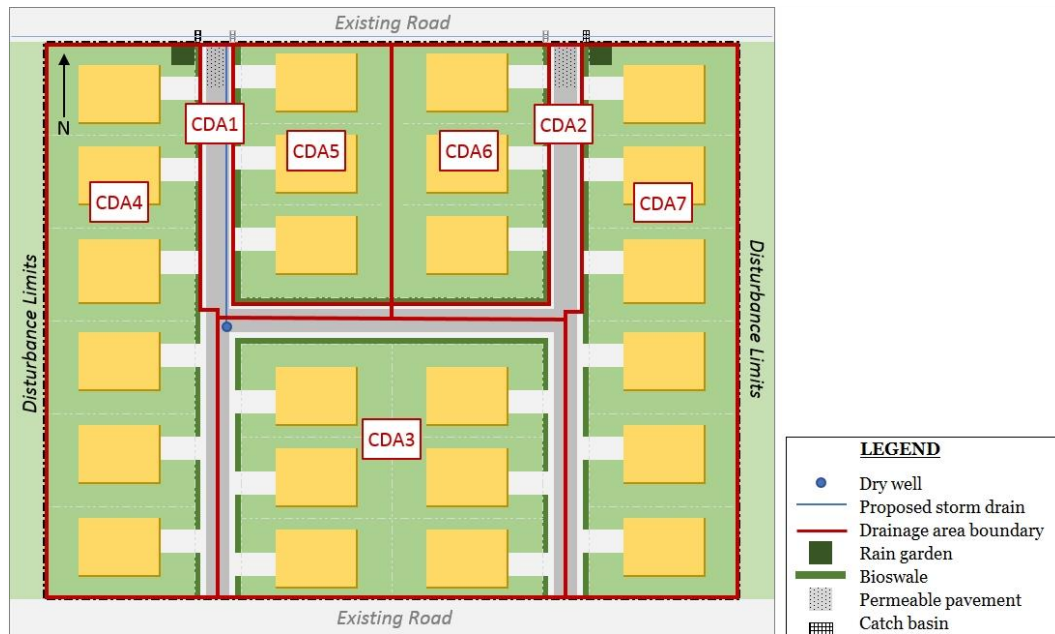 Existing Road
N
CDA1
CDA2
CDA5
CDA6
CDA4
CDA7
Disturbance Limits
Disturbance Limits
CDA3
Existing Road
LEGEND
Dry well
Proposed storm drain
Drainage area boundary
Rain garden
Bioswale
Permeable pavement
Catch basin